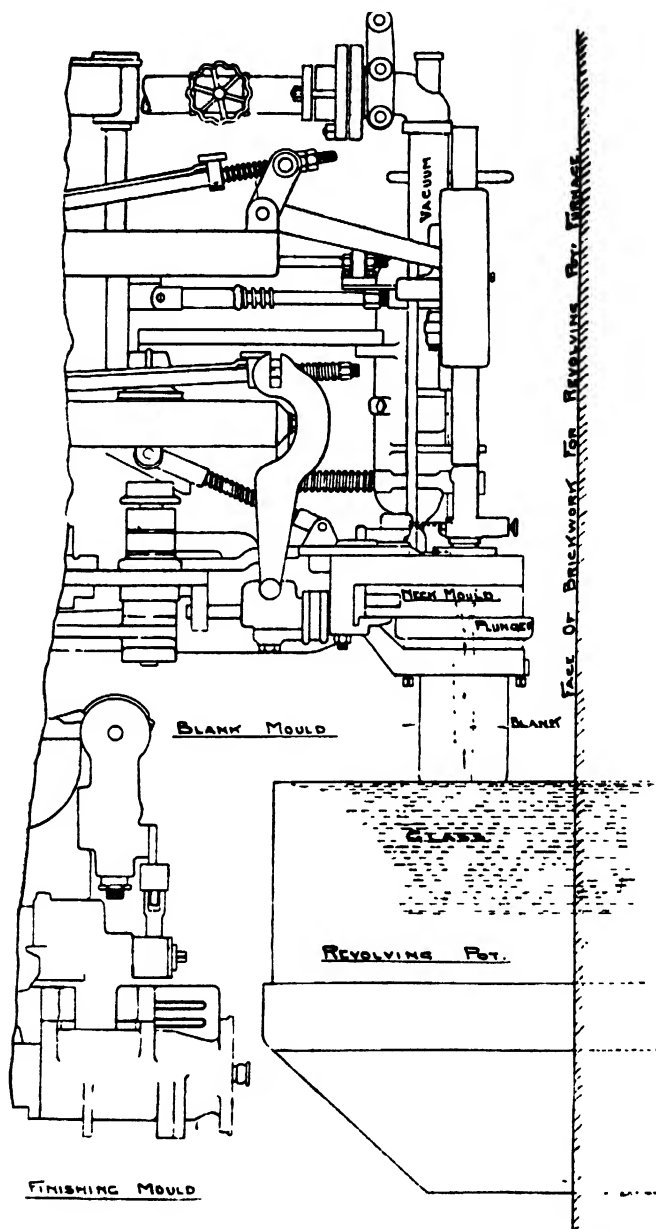 VACUUM
FACE OF BRICKWORK FOR REVOLVING POT FURNACE
NECK MOULD
PLUNGER
BLANK MOULD
BLANK
GLASS
REVOLVING POT.
FINISHING MOULD